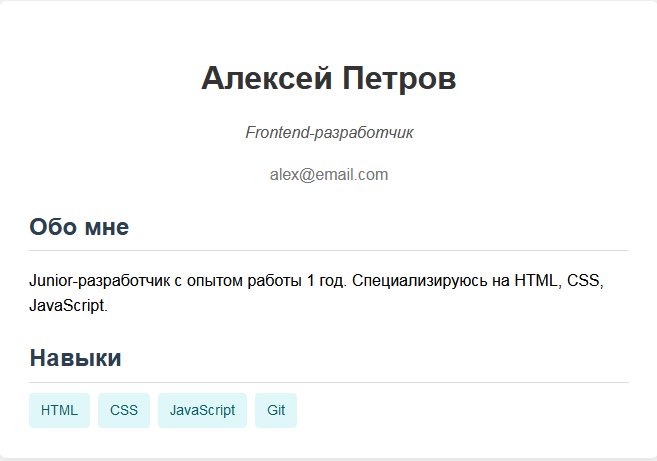 Алексей Петров
Frontend-разработчик
alex@email.com
Обо мне
Junior-разработчик с опытом работы 1 год. Специализируюсь на HTML, CSS,
JavaScript.
Навыки
HTML CSS JavaScript Git